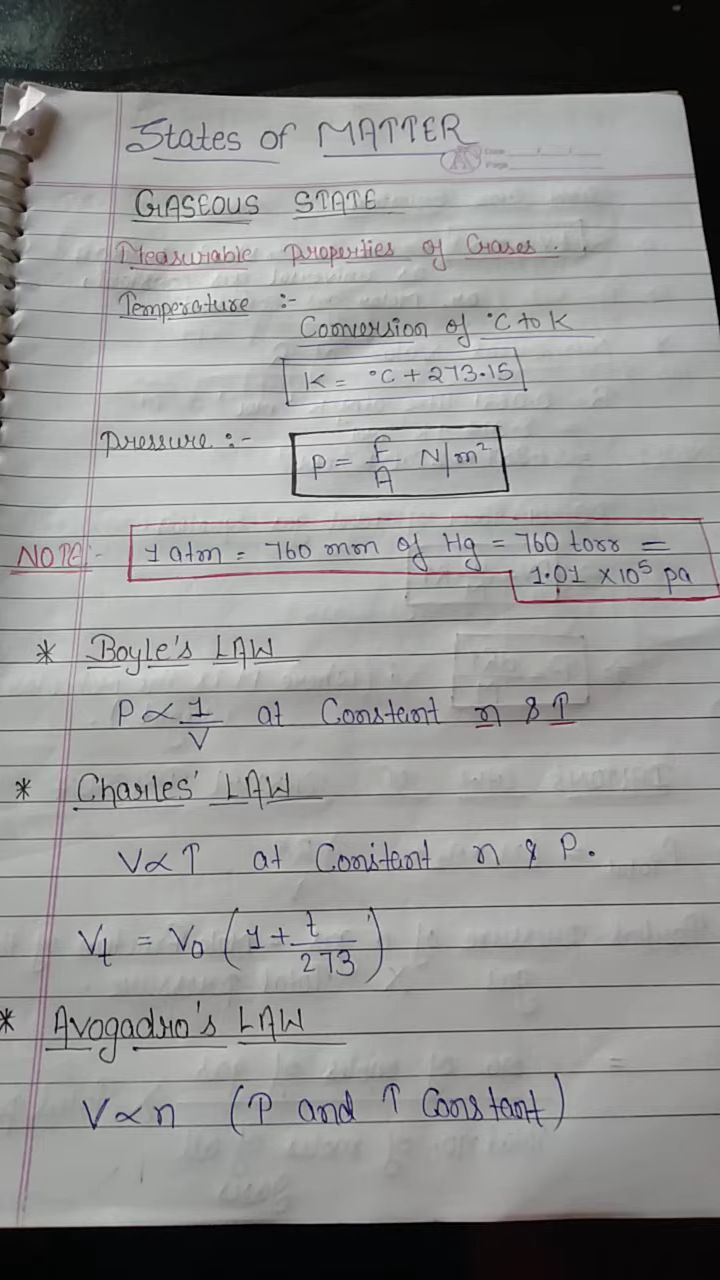 States of MATTER
Date
Page
GASEOUS STATE
Measurable properties of Gases.
Temperature :-
Conversion of °C to K
K = °C + 273.15
pressure :-
P = F/A N/m²
NOTE:- 1 atm = 760 mm of Hg = 760 torr =
1.01 × 10⁵ pa
* Boyle's LAW
P ∝ 1/V at Constant n & T
* Charles' LAW
V ∝ T at Constant n & P.
Vt = V0 (1 + t/273)
* Avogadro's LAW
V ∝ n (P and T Constant)